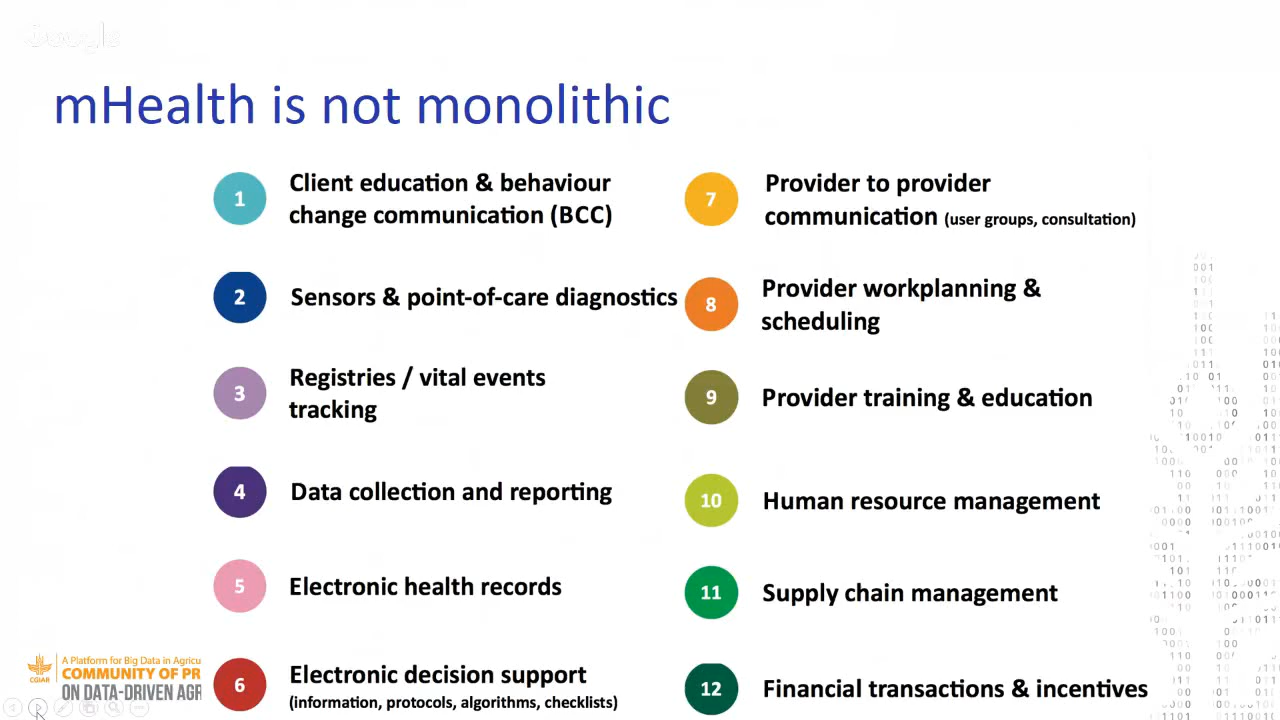 mHealth is not monolithic
1
Client education & behaviour
change communication (BCC)
2
Sensors & point-of-care diagnostics
3
Registries / vital events
tracking
4
Data collection and reporting
5
Electronic health records
6
Electronic decision support
(information, protocols, algorithms, checklists)
7
Provider to provider
communication (user groups, consultation)
8
Provider workplanning &
scheduling
9
Provider training & education
10
Human resource management
11
Supply chain management
12
Financial transactions & incentives
CGIAR
A Platform for Big Data in Agricu
COMMUNITY OF PR
ON DATA-DRIVEN AGR